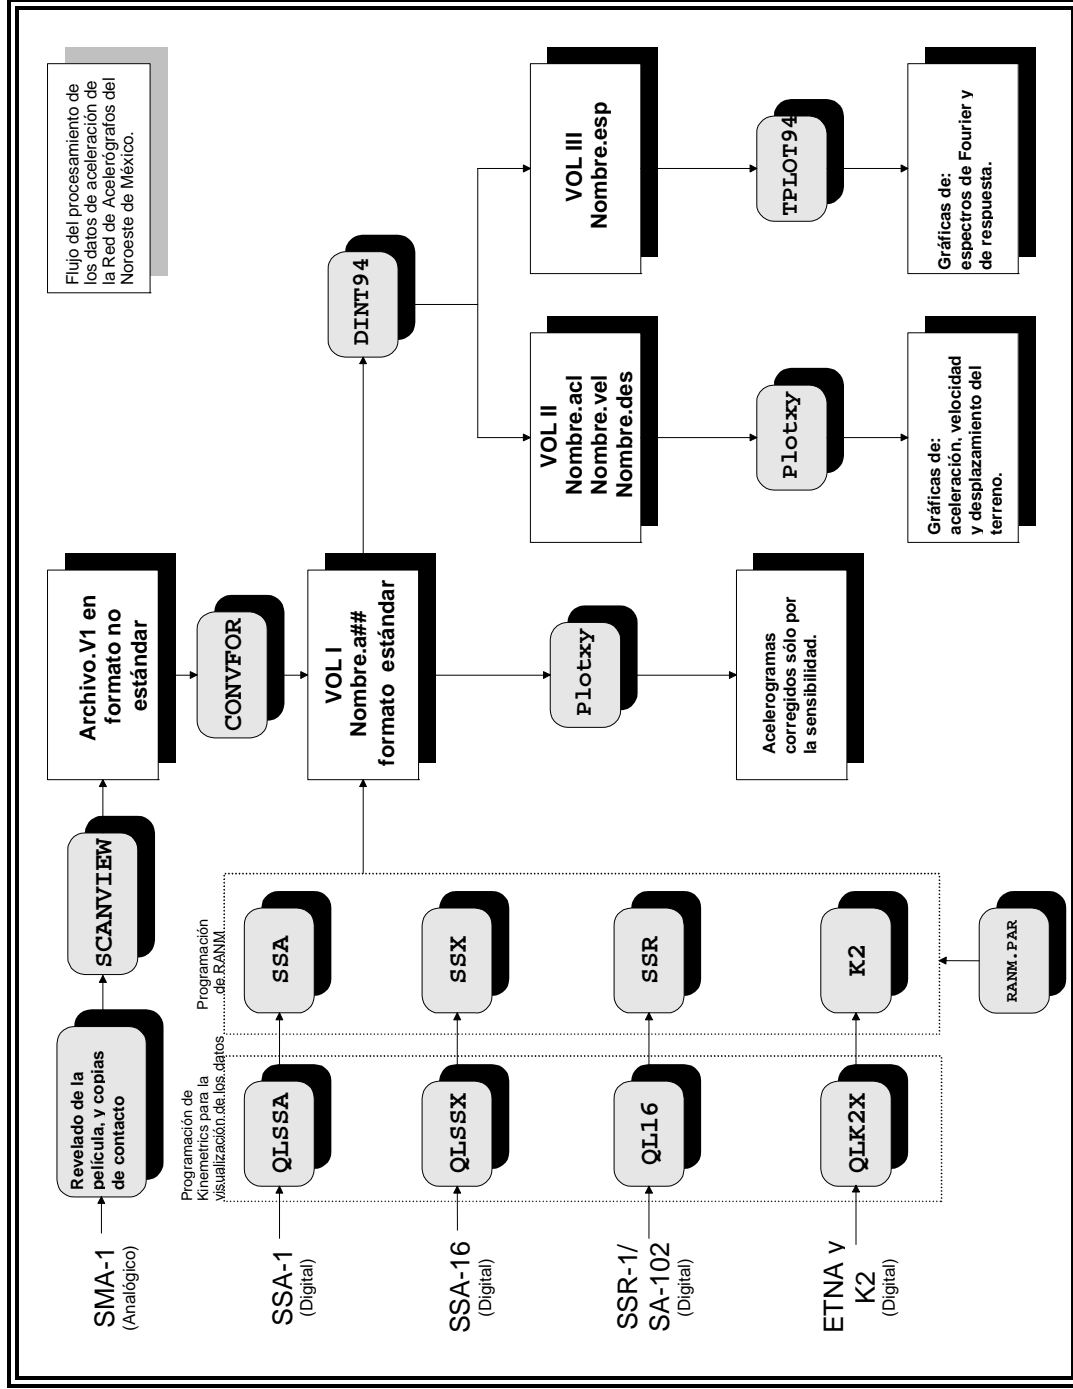 Flujo del procesamiento de
los datos de aceleración de
la Red de Acelerógrafos del
Noroeste de México.
SMA-1
(Analógico)
Revelado de la
película, y copias
de contacto
SCANVIEW
Archivo.V1 en
formato no
estándar
CONVFOR
Programación de
Kinemetrics para la
visualización de los datos
Programación
de RANM
SSA-1
(Digital)
QLSSA
SSA
SSA-16
(Digital)
QLSSX
SSX
SSR-1/
SA-102
(Digital)
QL16
SSR
ETNA y
K2
(Digital)
QLK2X
K2
RANM.PAR
VOL I
Nombre.a##
formato estándar
Plotxy
Acelerogramas
corregidos sólo por
la sensibilidad.
DINT94
VOL II
Nombre.acl
Nombre.vel
Nombre.des
Plotxy
Gráficas de:
aceleración, velocidad
y desplazamiento del
terreno.
VOL III
Nombre.esp
TPLOT94
Gráficas de:
espectros de Fourier y
de respuesta.